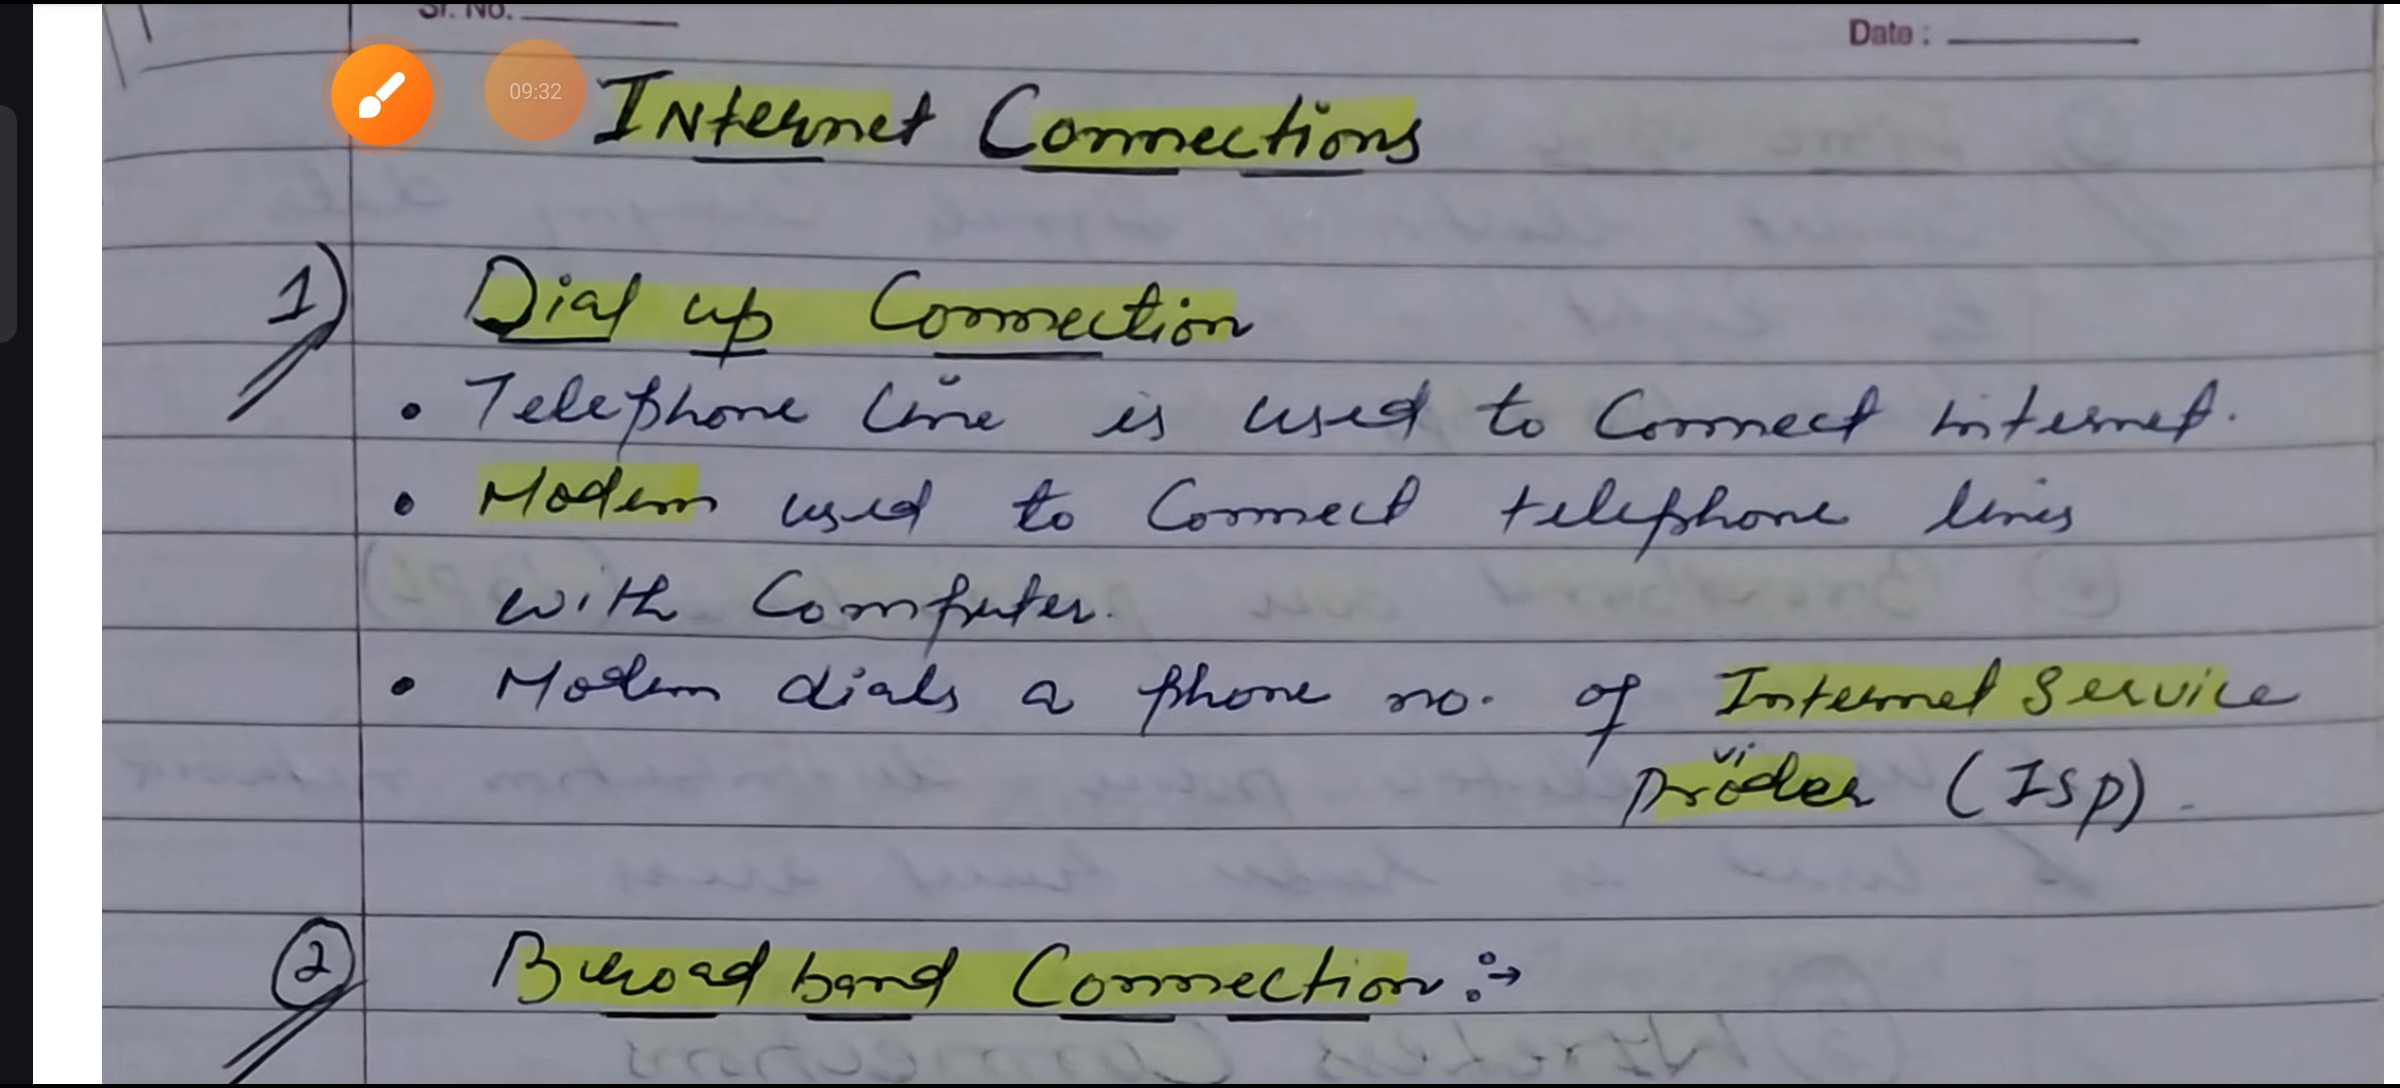 Sr. No.
Date :
09:32
Internet Connections
1) Dial up Connection
• Telephone line is used to Connect internet.
• Modem used to Connect telephone lines
with Computer.
• Modem dials a phone no. of Internet Service
Provider (ISP).
2 Broad band Connection :→